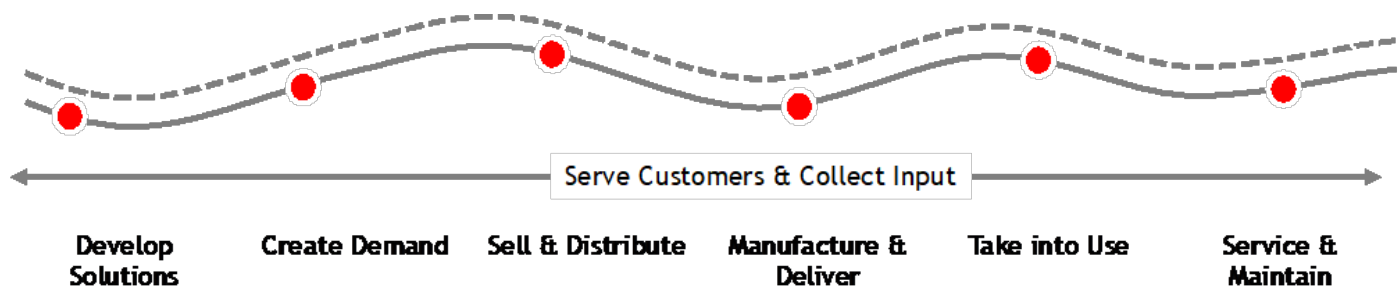 Serve Customers & Collect Input
Develop
Solutions
Create Demand
Sell & Distribute
Manufacture &
Deliver
Take into Use
Service &
Maintain